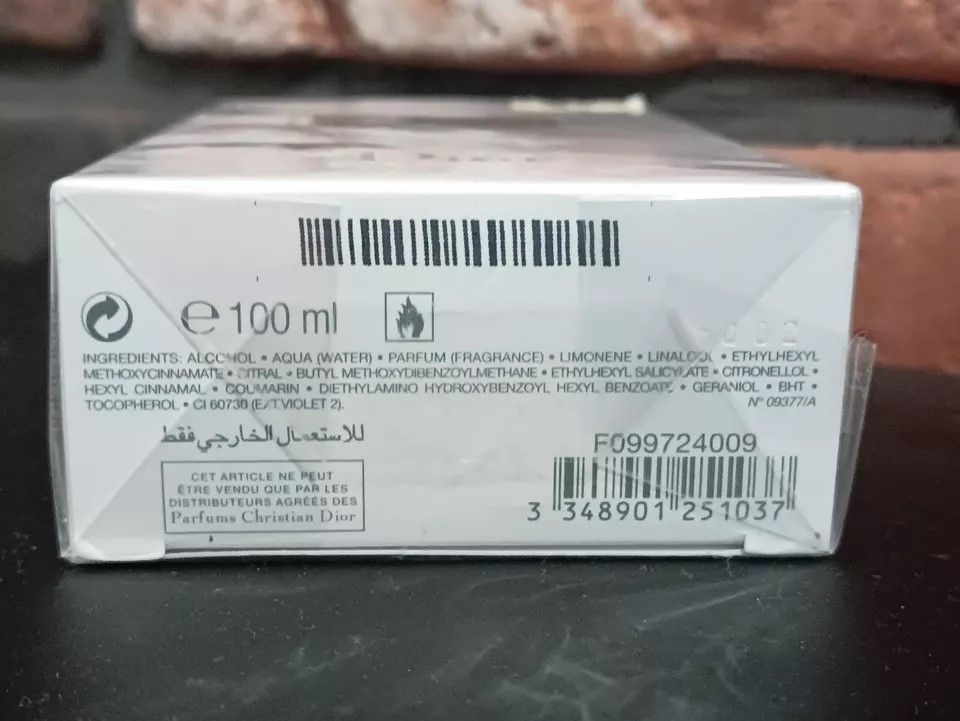 ℮ 100 ml
INGREDIENTS: ALCOHOL • AQUA (WATER) • PARFUM (FRAGRANCE) • LIMONENE • LINALOOL • ETHYLHEXYL
METHOXYCINNAMATE • CITRAL • BUTYL METHOXYDIBENZOYLMETHANE • ETHYLHEXYL SALICYLATE • CITRONELLOL •
HEXYL CINNAMAL • COUMARIN • DIETHYLAMINO HYDROXYBENZOYL HEXYL BENZOATE • GERANIOL • BHT •
TOCOPHEROL • CI 60730 (EXT.VIOLET 2).
N° 09377/A
للاستعمال الخارجي فقط
F099724009
CET ARTICLE NE PEUT
ÊTRE VENDU QUE PAR LES
DISTRIBUTEURS AGRÉÉS DES
Parfums Christian Dior
3 348901 251037